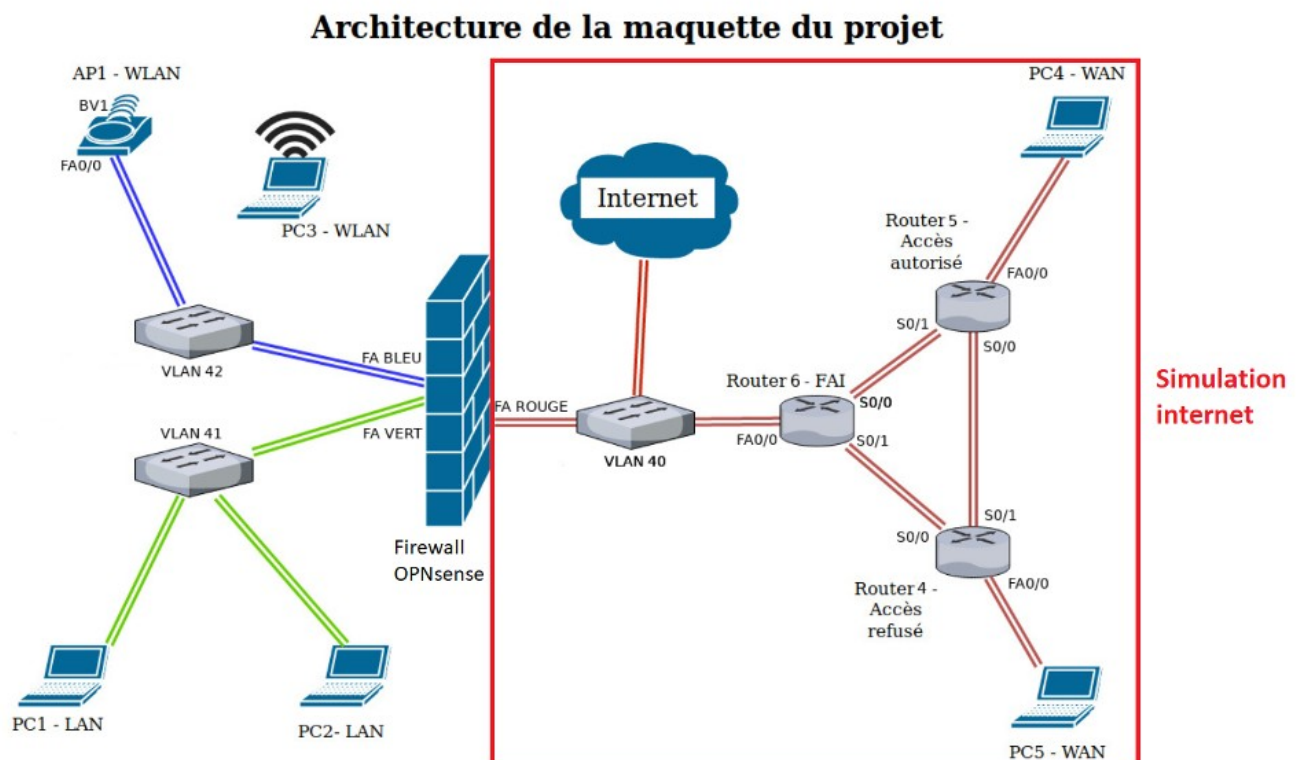 Architecture de la maquette du projet
AP1 - WLAN
BV1
FA0/0
PC3 - WLAN
VLAN 42
FA BLEU
FA VERT
VLAN 41
Firewall
OPNsense
PC1 - LAN
PC2- LAN
Internet
FA ROUGE
VLAN 40
Router 6 - FAI
FA0/0
S0/0
S0/1
PC4 - WAN
Router 5 -
Accès
autorisé
FA0/0
S0/1
S0/0
S0/1
S0/0
FA0/0
Router 4 -
Accès
refusé
PC5 - WAN
Simulation
internet